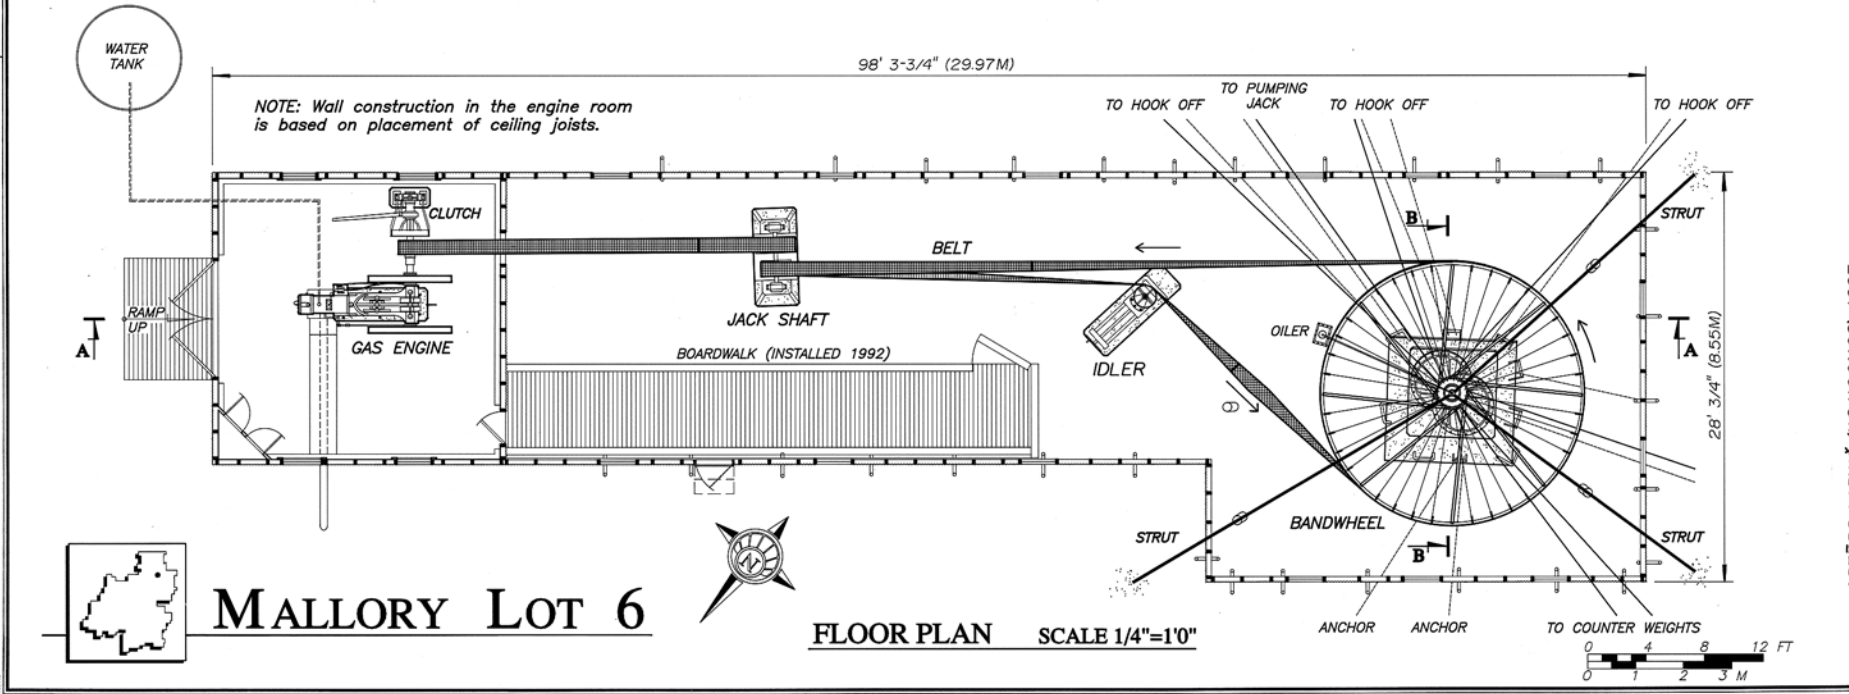 WATER
TANK
98' 3-3/4" (29.97M)
NOTE: Wall construction in the engine room
is based on placement of ceiling joists.
TO HOOK OFF
TO PUMPING
JACK
TO HOOK OFF
TO HOOK OFF
CLUTCH
STRUT
B
BELT
RAMP
UP
JACK SHAFT
OILER
A
GAS ENGINE
BOARDWALK (INSTALLED 1992)
IDLER
A
28' 3/4" (8.55M)
9
BANDWHEEL
STRUT
STRUT
B
N
MALLORY LOT 6
FLOOR PLAN SCALE 1/4"=1'0"
ANCHOR
ANCHOR
TO COUNTER WEIGHTS
0 4 8 12 FT
0 1 2 3 M